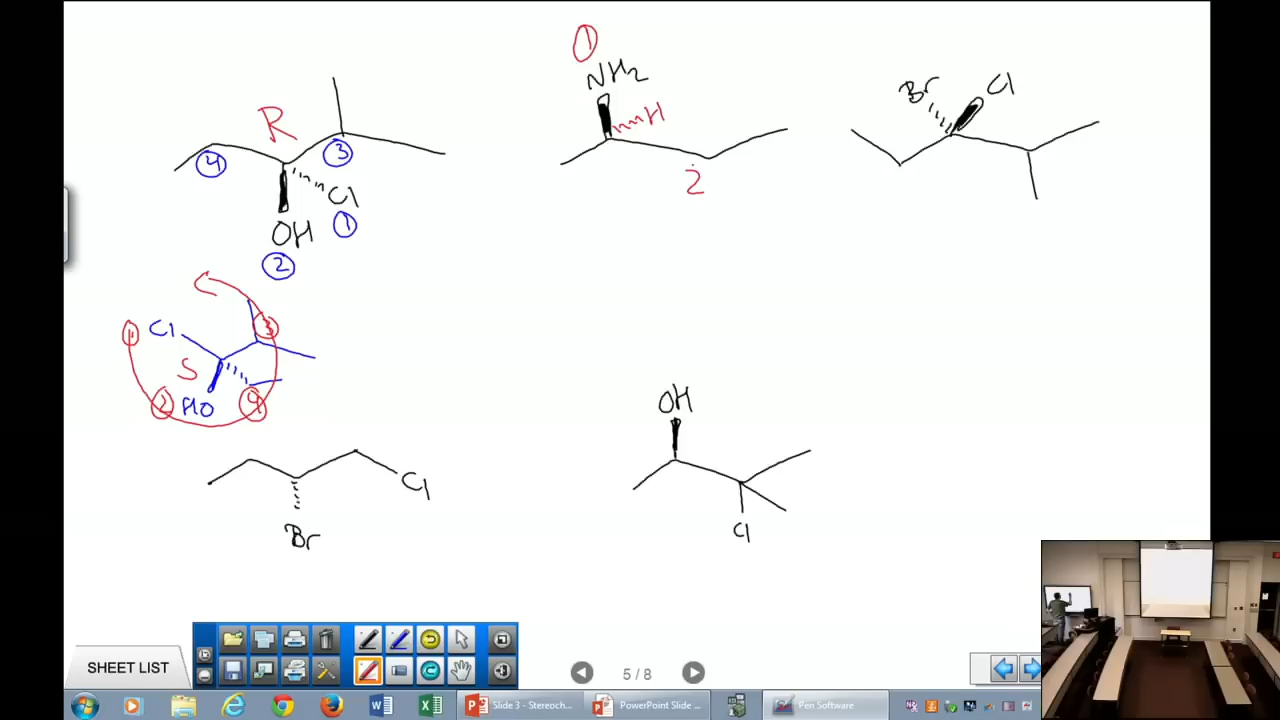 1
NH2
H
2
Br
Cl
R
4
3
Cl
1
OH
2
1
Cl
3
S
2
HO
4
OH
Cl
Br
Cl
SHEET LIST
5 / 8
Slide 3 - Stereoch...
PowerPoint Slide ...
Pen Software